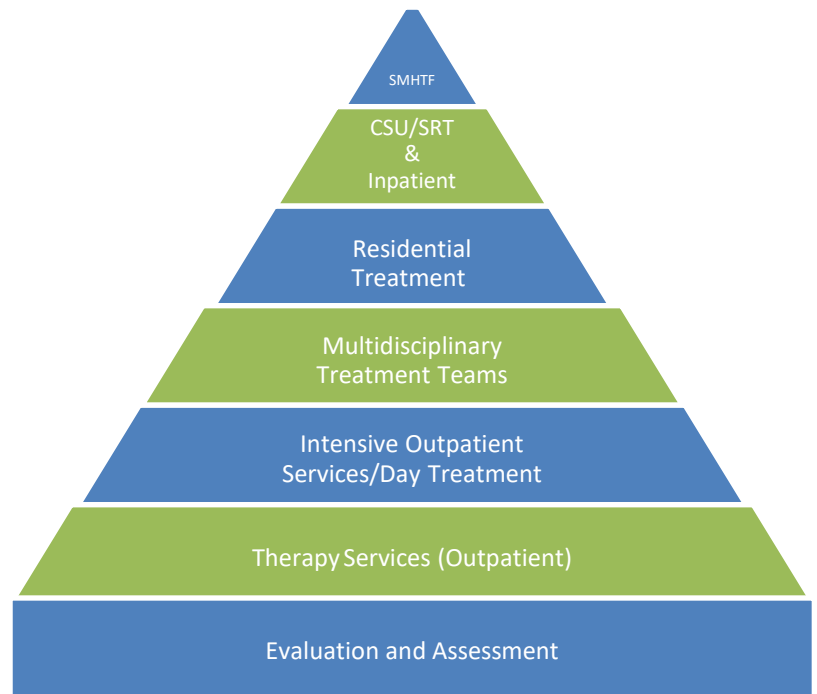 SMHTF
CSU/SRT
&
Inpatient
Residential
Treatment
Multidisciplinary
Treatment Teams
Intensive Outpatient
Services/Day Treatment
Therapy Services (Outpatient)
Evaluation and Assessment